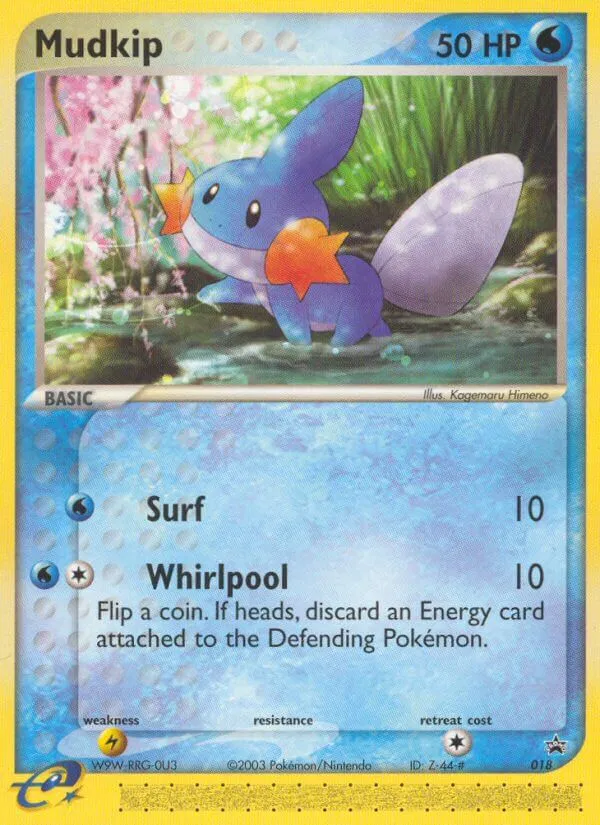 Mudkip 50 HP
BASIC
Illus. Kagemaru Himeno
Surf 10
Whirlpool 10
Flip a coin. If heads, discard an Energy card
attached to the Defending Pokémon.
weakness resistance retreat cost
W9W-RRG-0U3 ©2003 Pokémon/Nintendo ID: Z-44-# 018
e